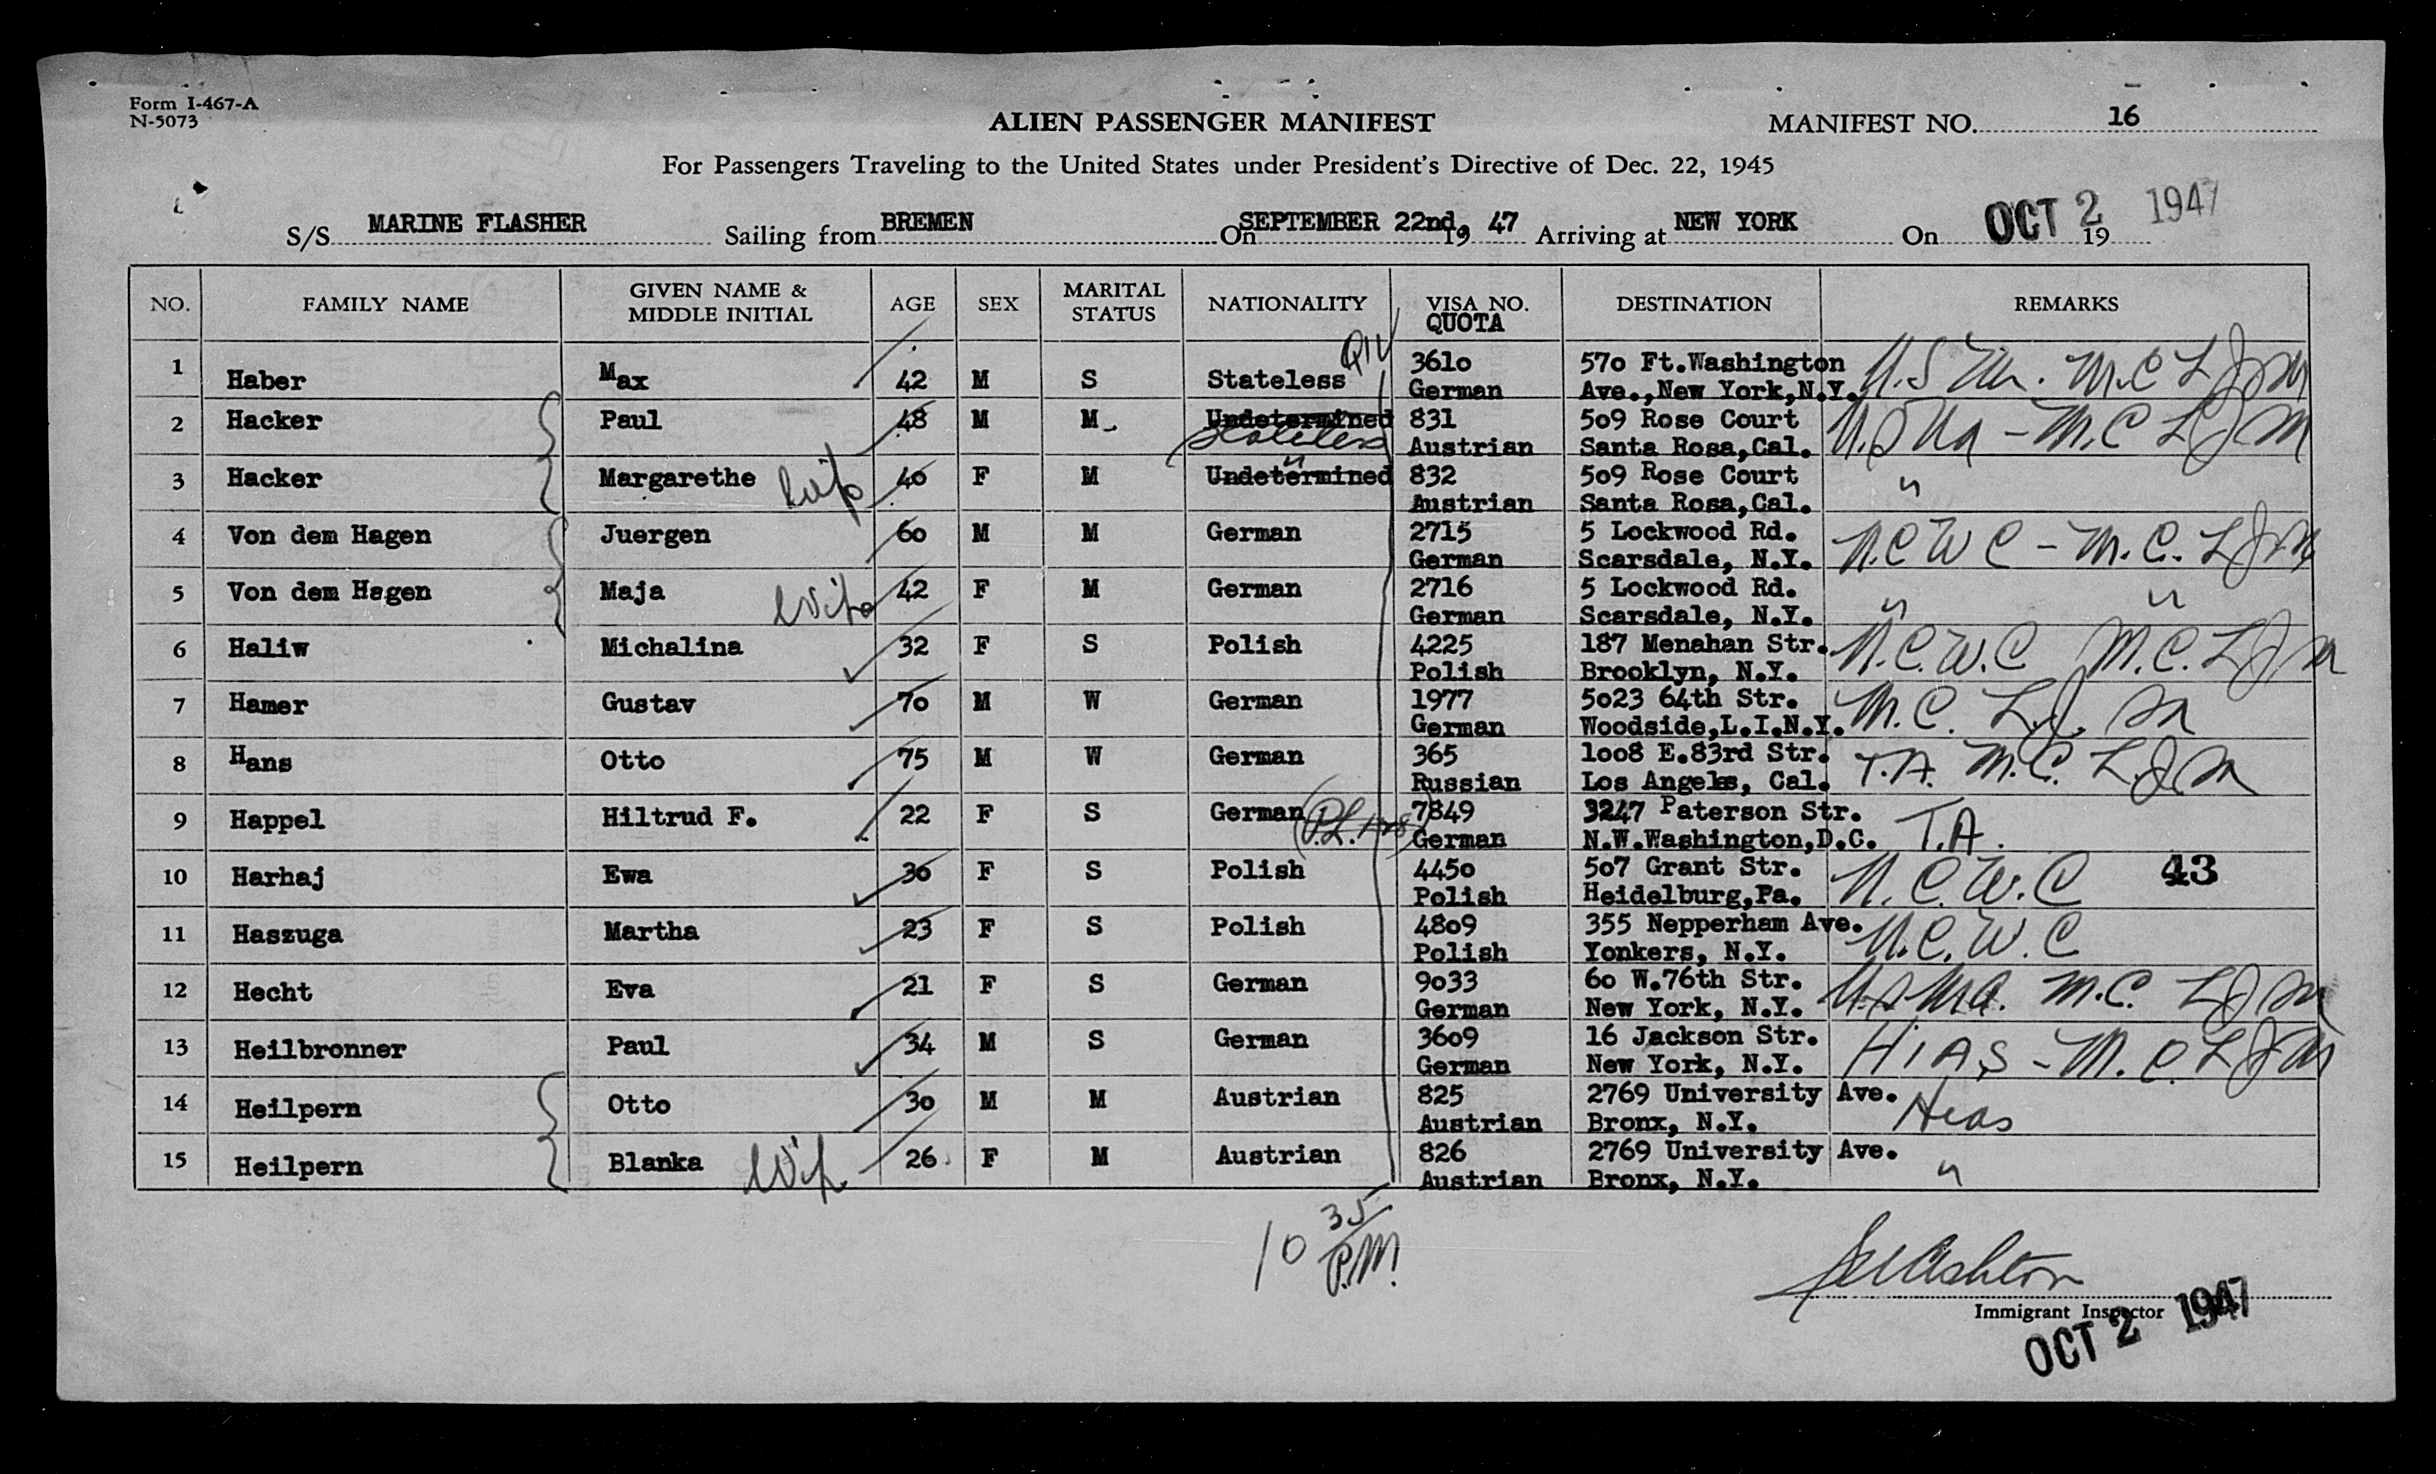 Form I-467-A
N-5073
ALIEN PASSENGER MANIFEST
MANIFEST NO. 16
For Passengers Traveling to the United States under President's Directive of Dec. 22, 1945
S/S MARINE FLASHER Sailing from BREMEN On SEPTEMBER 22nd, 19 47 Arriving at NEW YORK On OCT 2 1947 19
NO. FAMILY NAME GIVEN NAME & MIDDLE INITIAL AGE SEX MARITAL STATUS NATIONALITY VISA NO. QUOTA DESTINATION REMARKS
1 Haber Max 42 M S Stateless QIV 3610 570 Ft.Washington
German Ave.,New York,N.Y. M.C LJM
2 Hacker Paul 48 M M Undetermined 831 509 Rose Court
Stateless Austrian Santa Rosa,Cal. M.C LJM
3 Hacker Margarethe Wife 40 F M " Undetermined 832 509 Rose Court "
Austrian Santa Rosa,Cal.
4 Von dem Hagen Juergen 60 M M German 2715 5 Lockwood Rd.
German Scarsdale, N.Y. N.C W C - M.C. LJM
5 Von dem Hagen Maja Wife 42 F M German 2716 5 Lockwood Rd. " "
German Scarsdale, N.Y.
6 Haliw Michalina 32 F S Polish 4225 187 Menahan Str.
Polish Brooklyn, N.Y. N.C.W.C M.C. LJM
7 Hamer Gustav 70 M W German 1977 5023 64th Str.
German Woodside,L.I.N.Y. M.C. L.J.M
8 Hans Otto 75 M W German 365 1008 E.83rd Str.
Russian Los Angeles, Cal. T.A. M.C. L.J.M
9 Happel Hiltrud F. 22 F S German 7849 3247 Paterson Str.
German N.W.Washington,D.C. T.A.
10 Harhaj Ewa 30 F S Polish 4450 507 Grant Str. 43
Polish Heidelburg,Pa. N.C.W.C
11 Haszuga Martha 23 F S Polish 4809 355 Nepperham Ave.
Polish Yonkers, N.Y. N.C.W.C
12 Hecht Eva 21 F S German 9033 60 W.76th Str.
German New York, N.Y. M.C. LJM
13 Heilbronner Paul 34 M S German 3609 16 Jackson Str.
German New York, N.Y. HIAS - M.C LJM
14 Heilpern Otto 30 M M Austrian 825 2769 University Ave.
Austrian Bronx, N.Y. Hias
15 Heilpern Blanka Wife 26 F M Austrian 826 2769 University Ave.
Austrian Bronx, N.Y. "
10 35 P.M.
Ashton
Immigrant Inspector
OCT 2 1947